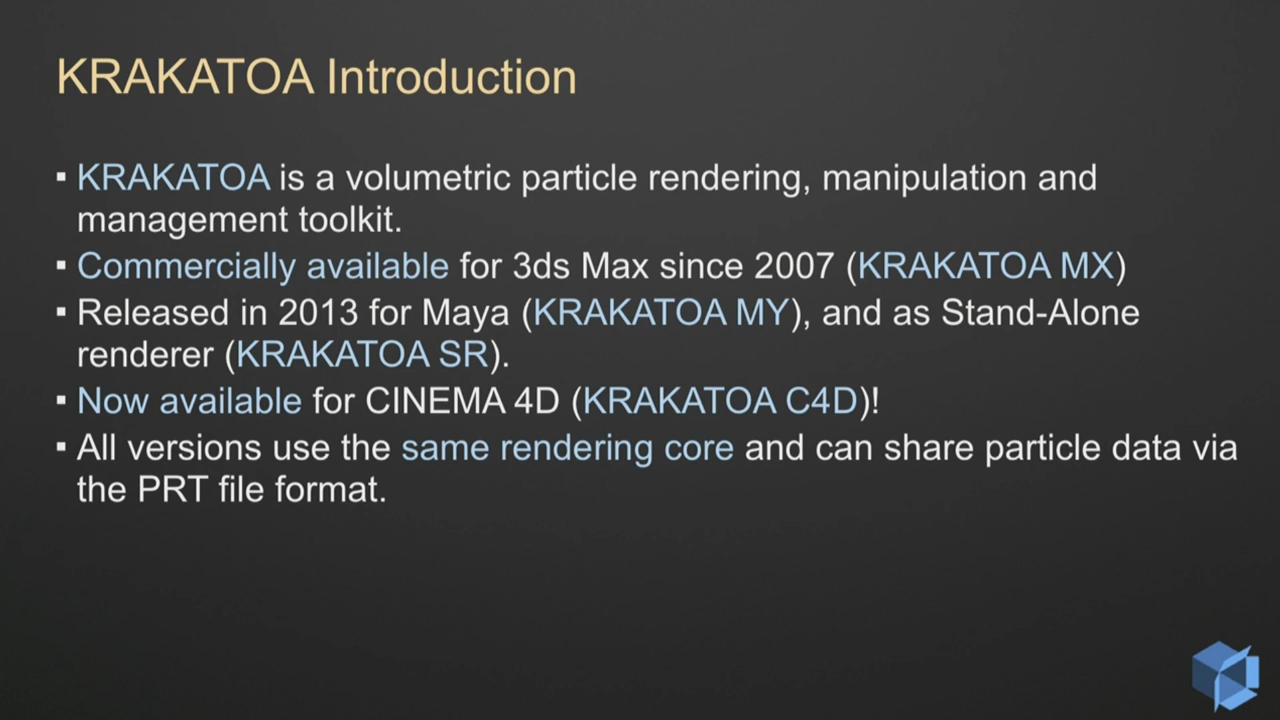 KRAKATOA Introduction
▪ KRAKATOA is a volumetric particle rendering, manipulation and
management toolkit.
▪ Commercially available for 3ds Max since 2007 (KRAKATOA MX)
▪ Released in 2013 for Maya (KRAKATOA MY), and as Stand-Alone
renderer (KRAKATOA SR).
▪ Now available for CINEMA 4D (KRAKATOA C4D)!
▪ All versions use the same rendering core and can share particle data via
the PRT file format.